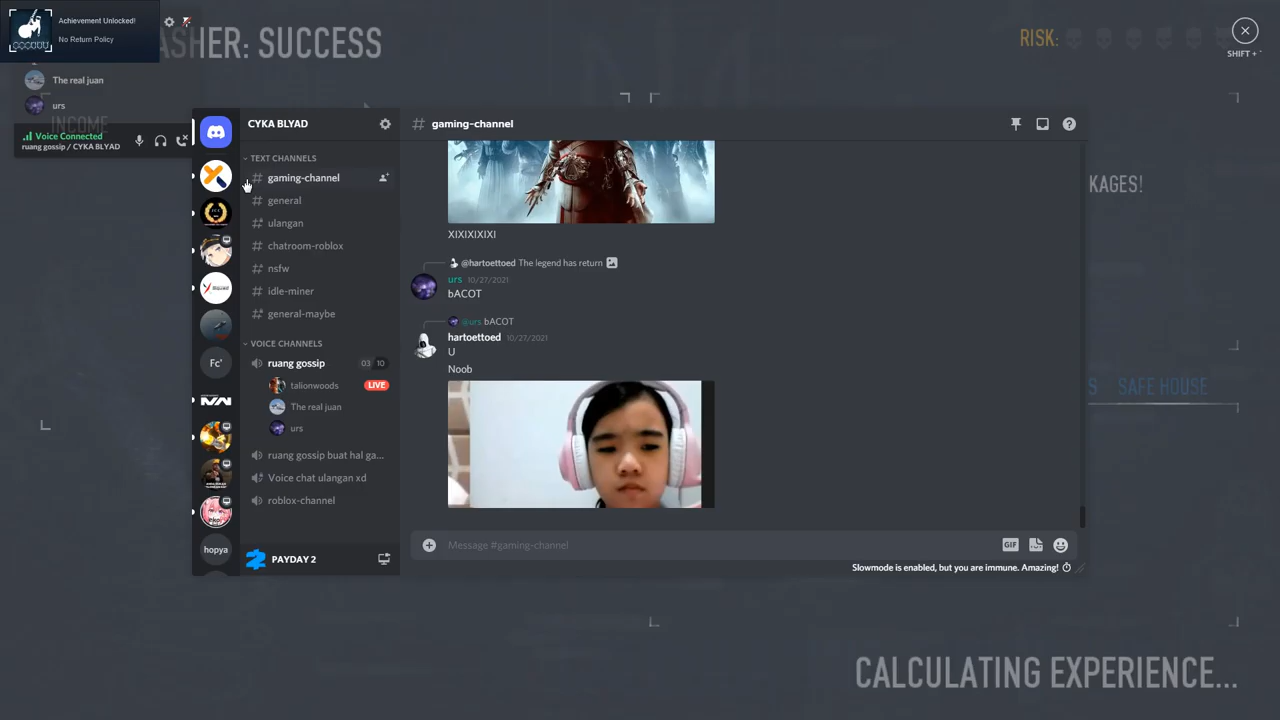 Achievement Unlocked!
No Return Policy
ASHER: SUCCESS
RISK:
SHIFT + `
The real juan
urs
INCOME
Voice Connected
ruang gossip / CYKA BLYAD
CYKA BLYAD
gaming-channel
TEXT CHANNELS
gaming-channel
general
ulangan
chatroom-roblox
nsfw
idle-miner
general-maybe
VOICE CHANNELS
ruang gossip 03 10
talionwoods LIVE
The real juan
urs
ruang gossip buat hal ga...
Voice chat ulangan xd
roblox-channel
Fc'
hopya
PAYDAY 2
XIXIXIXIXI
@hartoettoed The legend has return
urs 10/27/2021
bACOT
@urs bACOT
hartoettoed 10/27/2021
U
Noob
Message #gaming-channel
GIF
Slowmode is enabled, but you are immune. Amazing!
KAGES!
S SAFE HOUSE
CALCULATING EXPERIENCE...